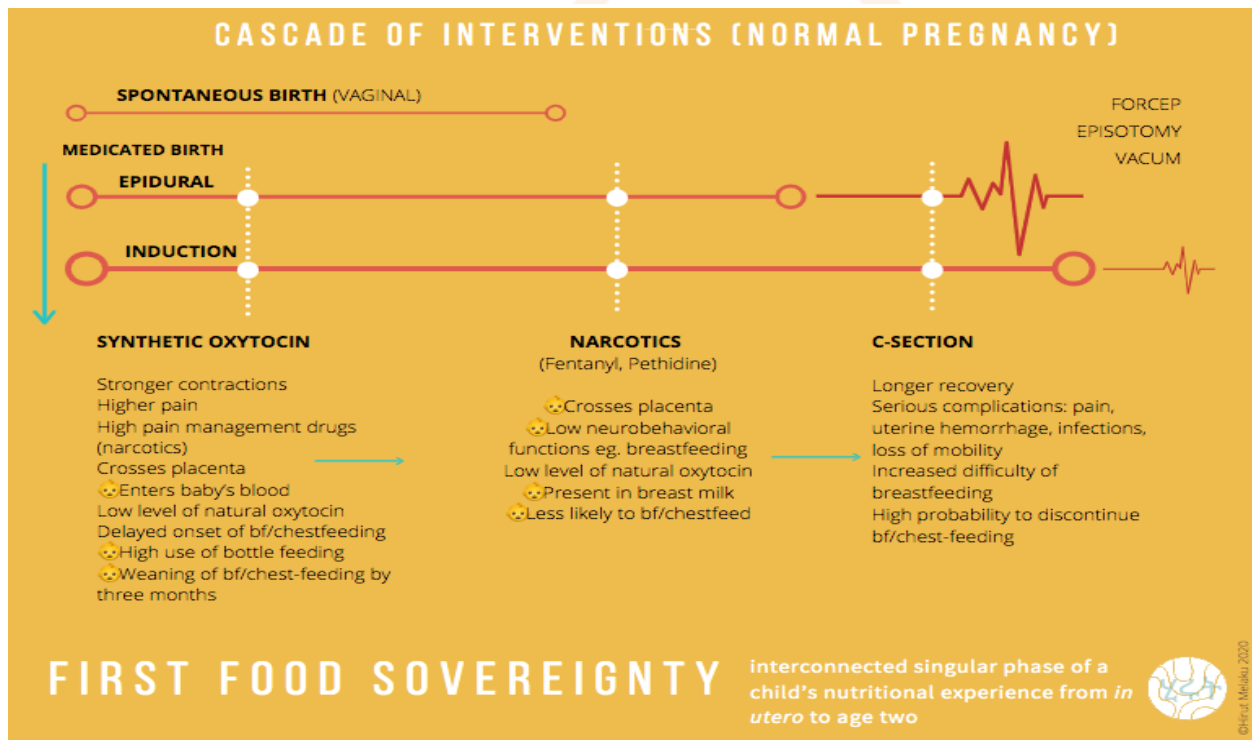 CASCADE OF INTERVENTIONS (NORMAL PREGNANCY)
SPONTANEOUS BIRTH (VAGINAL)
FORCEP
EPISOTOMY
VACUM
MEDICATED BIRTH
EPIDURAL
INDUCTION
SYNTHETIC OXYTOCIN
Stronger contractions
Higher pain
High pain management drugs
(narcotics)
Crosses placenta
👶Enters baby's blood
Low level of natural oxytocin
Delayed onset of bf/chestfeeding
👶High use of bottle feeding
👶Weaning of bf/chest-feeding by
three months
NARCOTICS
(Fentanyl, Pethidine)
👶Crosses placenta
👶Low neurobehavioral
functions eg. breastfeeding
Low level of natural oxytocin
👶Present in breast milk
👶Less likely to bf/chestfeed
C-SECTION
Longer recovery
Serious complications: pain,
uterine hemorrhage, infections,
loss of mobility
Increased difficulty of
breastfeeding
High probability to discontinue
bf/chest-feeding
FIRST FOOD SOVEREIGNTY
interconnected singular phase of a
child's nutritional experience from in
utero to age two
©Hirut Melaku 2020